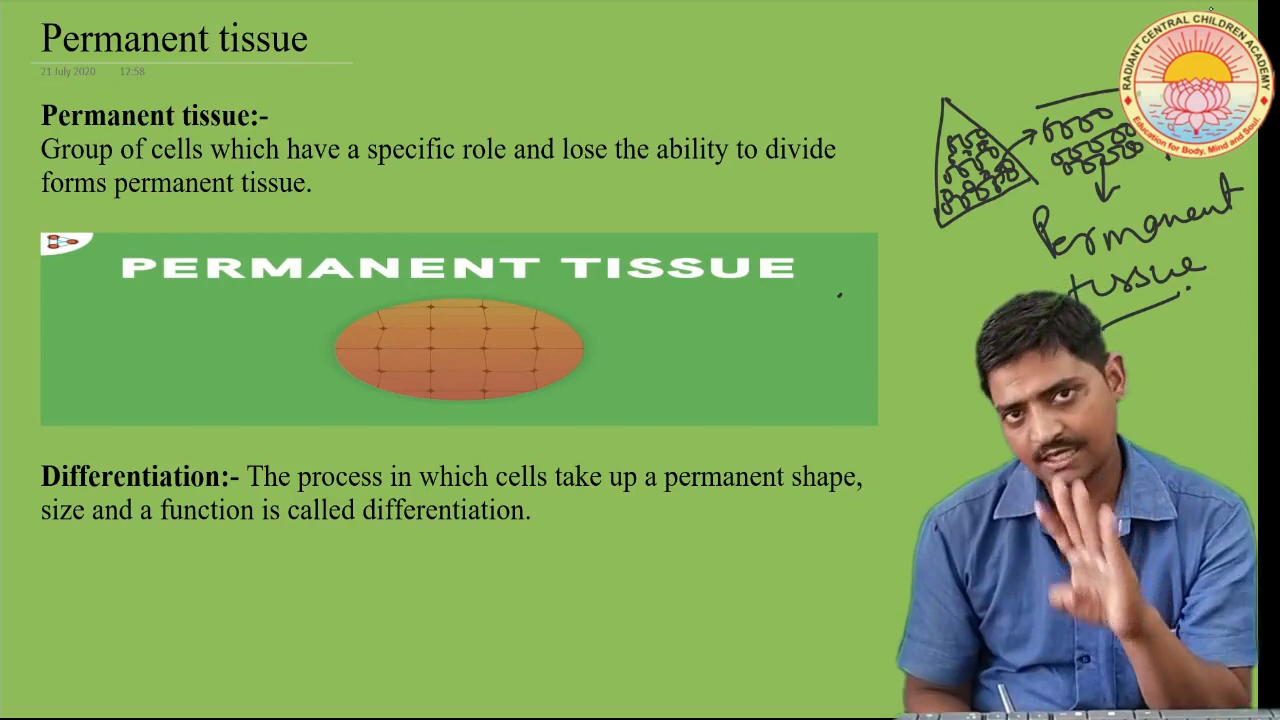 Permanent tissue
21 July 2020 12:58
Permanent tissue:-
Group of cells which have a specific role and lose the ability to divide
forms permanent tissue.
PERMANENT TISSUE
Differentiation:- The process in which cells take up a permanent shape,
size and a function is called differentiation.
Permanent
tissue
RADIANT CENTRAL CHILDREN ACADEMY
Education for Body, Mind and Soul.